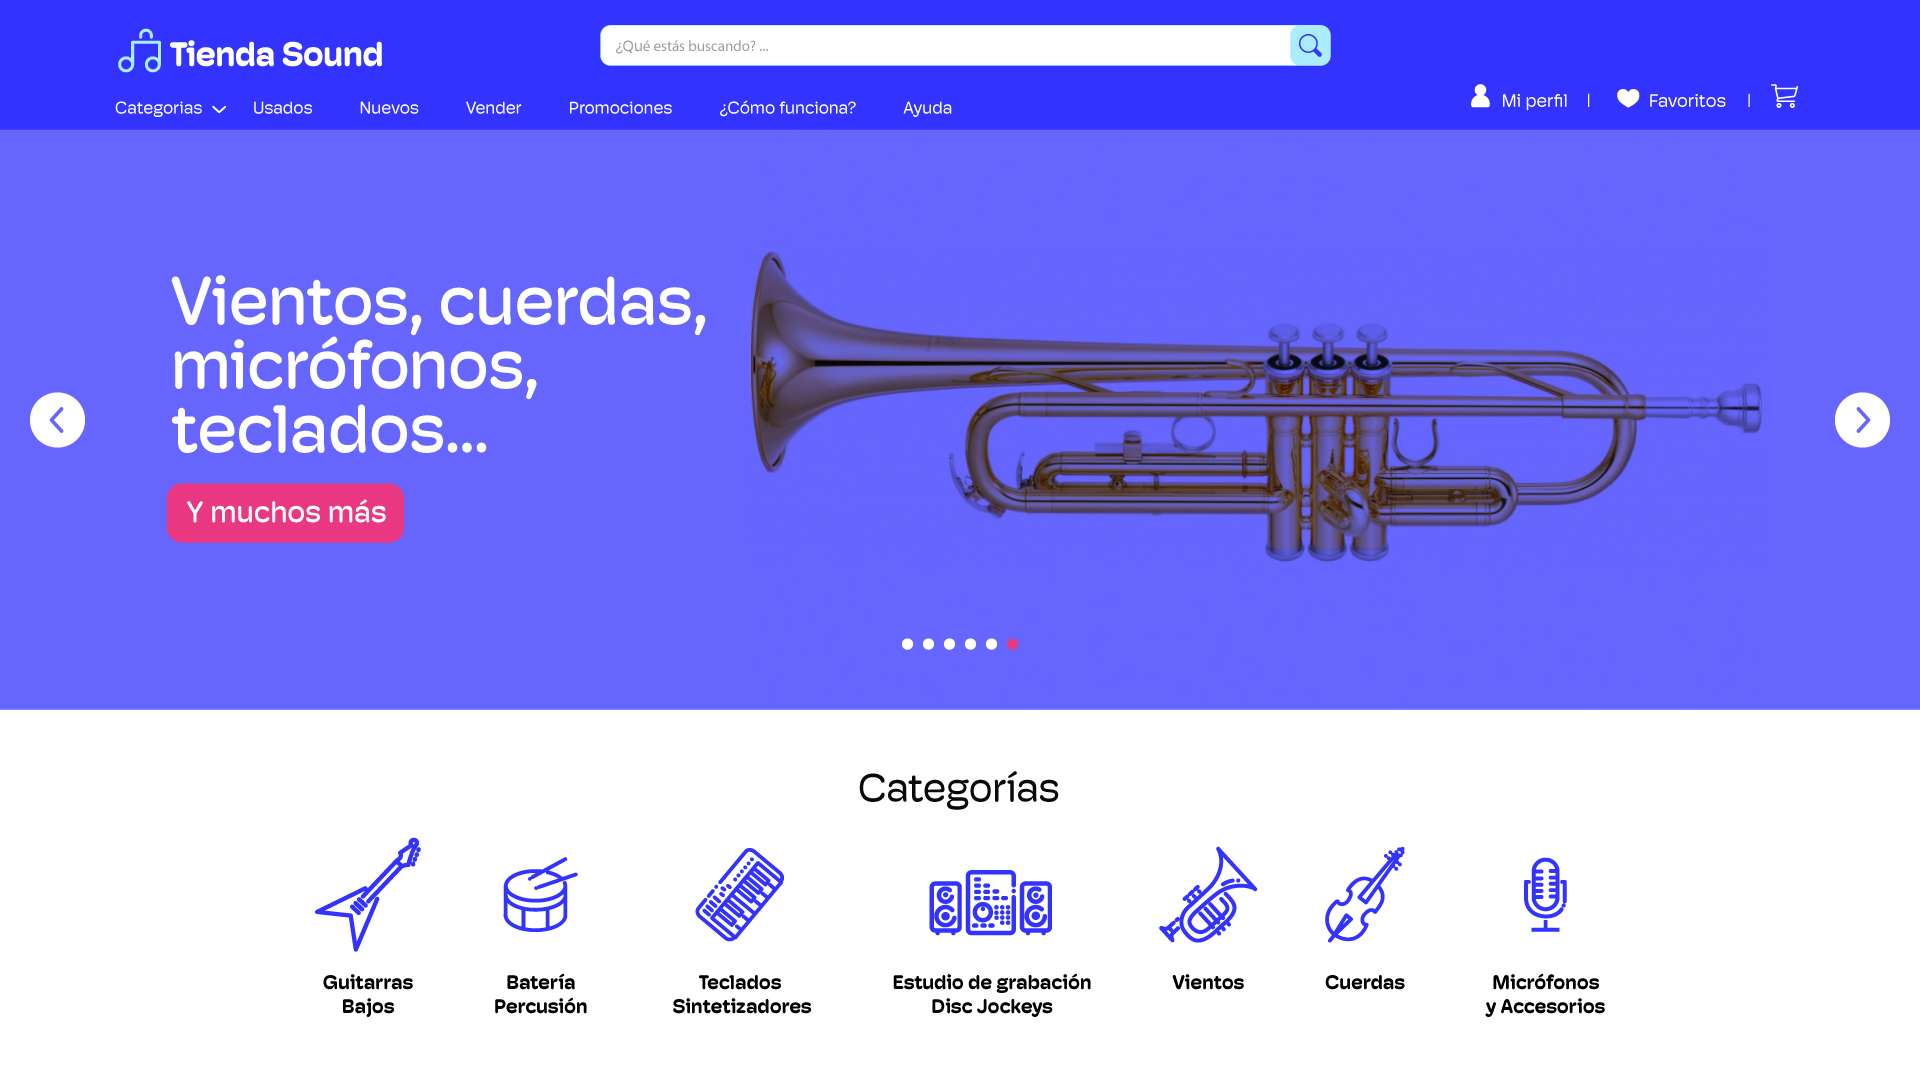 Tienda Sound
¿Qué estás buscando? ...
Categorias
Usados
Nuevos
Vender
Promociones
¿Cómo funciona?
Ayuda
Mi perfil
Favoritos
Vientos, cuerdas,
micrófonos,
teclados...
Y muchos más
Categorías
Guitarras
Bajos
Batería
Percusión
Teclados
Sintetizadores
Estudio de grabación
Disc Jockeys
Vientos
Cuerdas
Micrófonos
y Accesorios